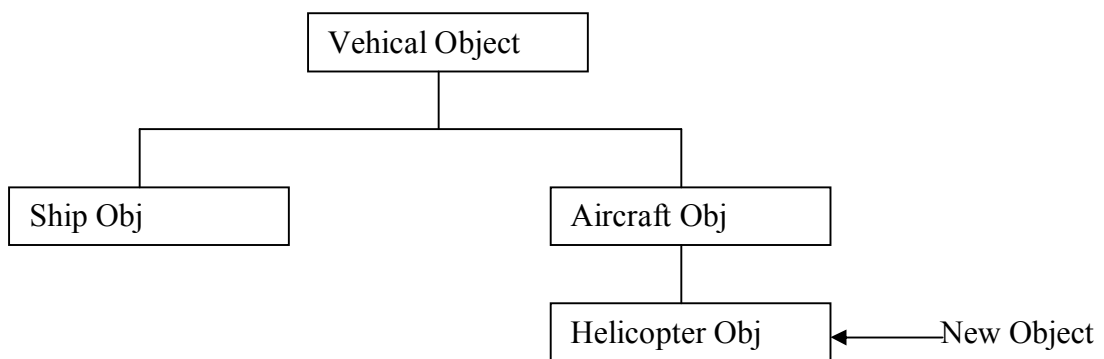 Vehical Object
Ship Obj
Aircraft Obj
Helicopter Obj
New Object